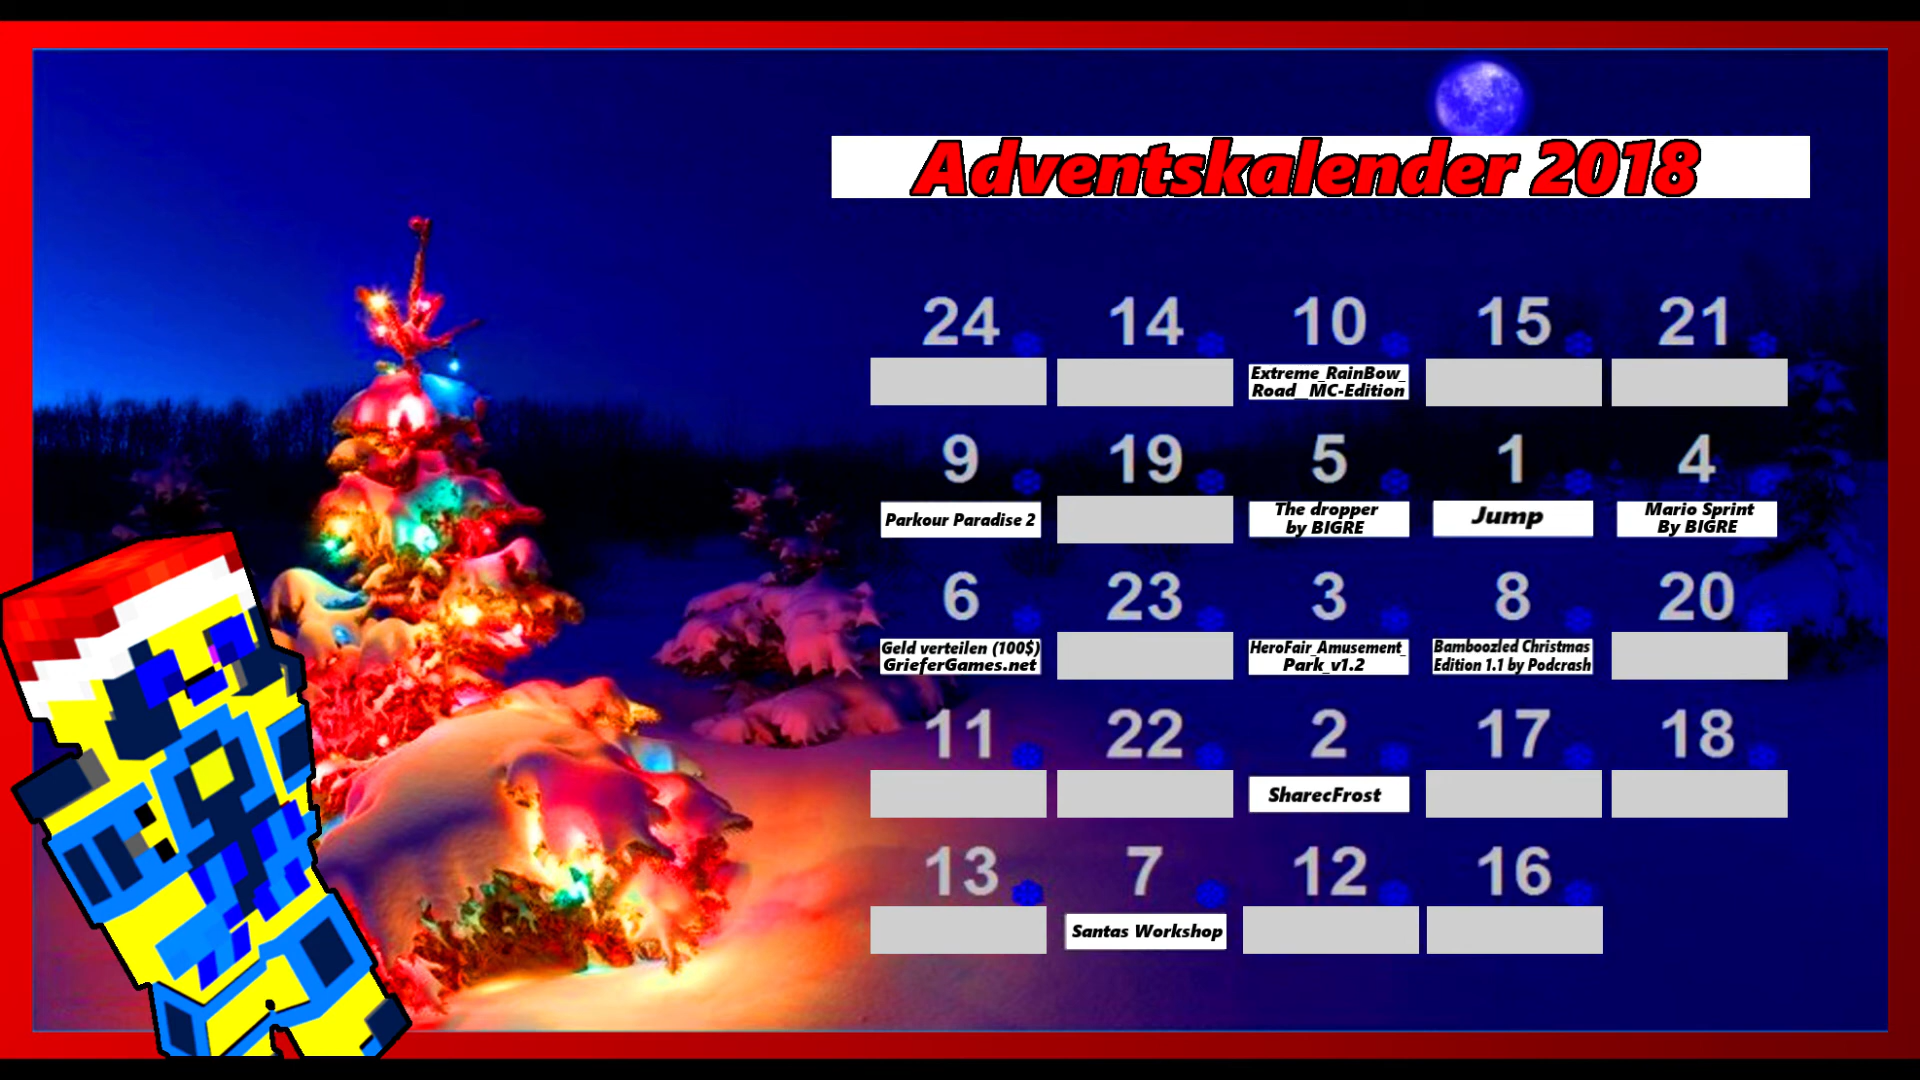 Adventskalender 2018
24 14 10 15 21
Extreme_RainBow_
Road_ MC-Edition
9 19 5 1 4
Parkour Paradise 2
The dropper
by BIGRE
Jump
Mario Sprint
By BIGRE
6 23 3 8 20
Geld verteilen (100$)
GrieferGames.net
HeroFair_Amusement_
Park_v1.2
Bamboozled Christmas
Edition 1.1 by Podcrash
11 22 2 17 18
SharecFrost
13 7 12 16
Santas Workshop